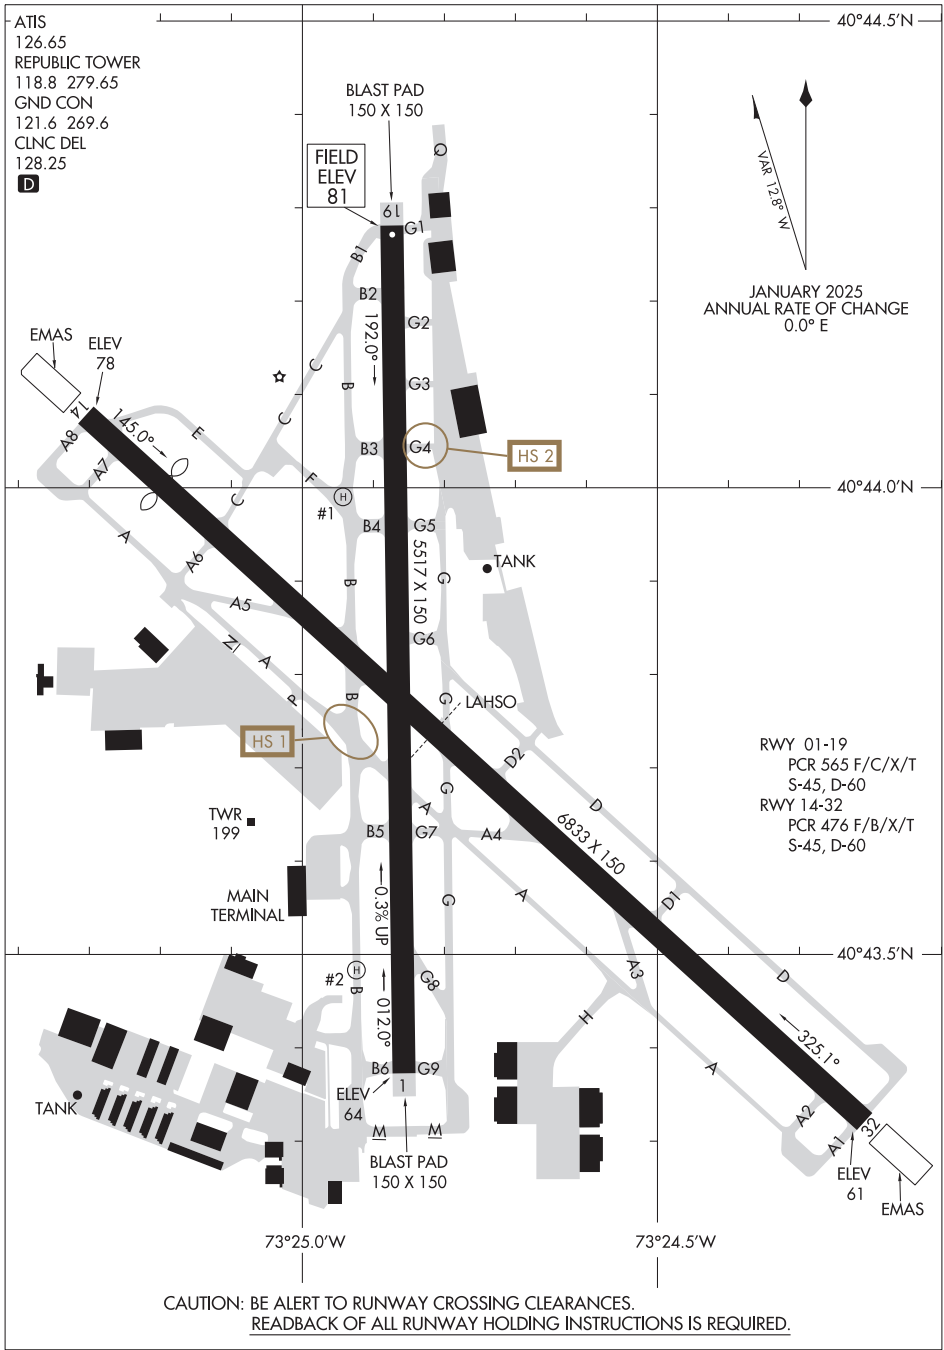 ATIS
126.65
REPUBLIC TOWER
118.8 279.65
GND CON
121.6 269.6
CLNC DEL
128.25
D
40°44.5'N
BLAST PAD
150 X 150
FIELD
ELEV
81
19
Q
G1
VAR 12.8° W
JANUARY 2025
ANNUAL RATE OF CHANGE
0.0° E
B1
B2
192.0°
G2
EMAS
ELEV
78
C
B
G3
14
145.0°
A8
A7
E
C
B3
G4
HS 2
F
C
H
#1
40°44.0'N
B4
G5
A
A6
5517 X 150
TANK
B
G
A5
Z
A
G6
P
B
G
LAHSO
HS 1
D2
RWY 01-19
PCR 565 F/C/X/T
S-45, D-60
RWY 14-32
PCR 476 F/B/X/T
S-45, D-60
G
A
D
TWR
199
B5
G7
A4
6833 X 150
MAIN
TERMINAL
0.3% UP
G
A
D1
40°43.5'N
#2
H
B
G8
A3
D
012.0°
H
325.1°
B6
G9
A
ELEV
64
1
TANK
A2
M
M
A1
32
BLAST PAD
150 X 150
ELEV
61
EMAS
73°25.0'W
73°24.5'W
CAUTION: BE ALERT TO RUNWAY CROSSING CLEARANCES.
READBACK OF ALL RUNWAY HOLDING INSTRUCTIONS IS REQUIRED.